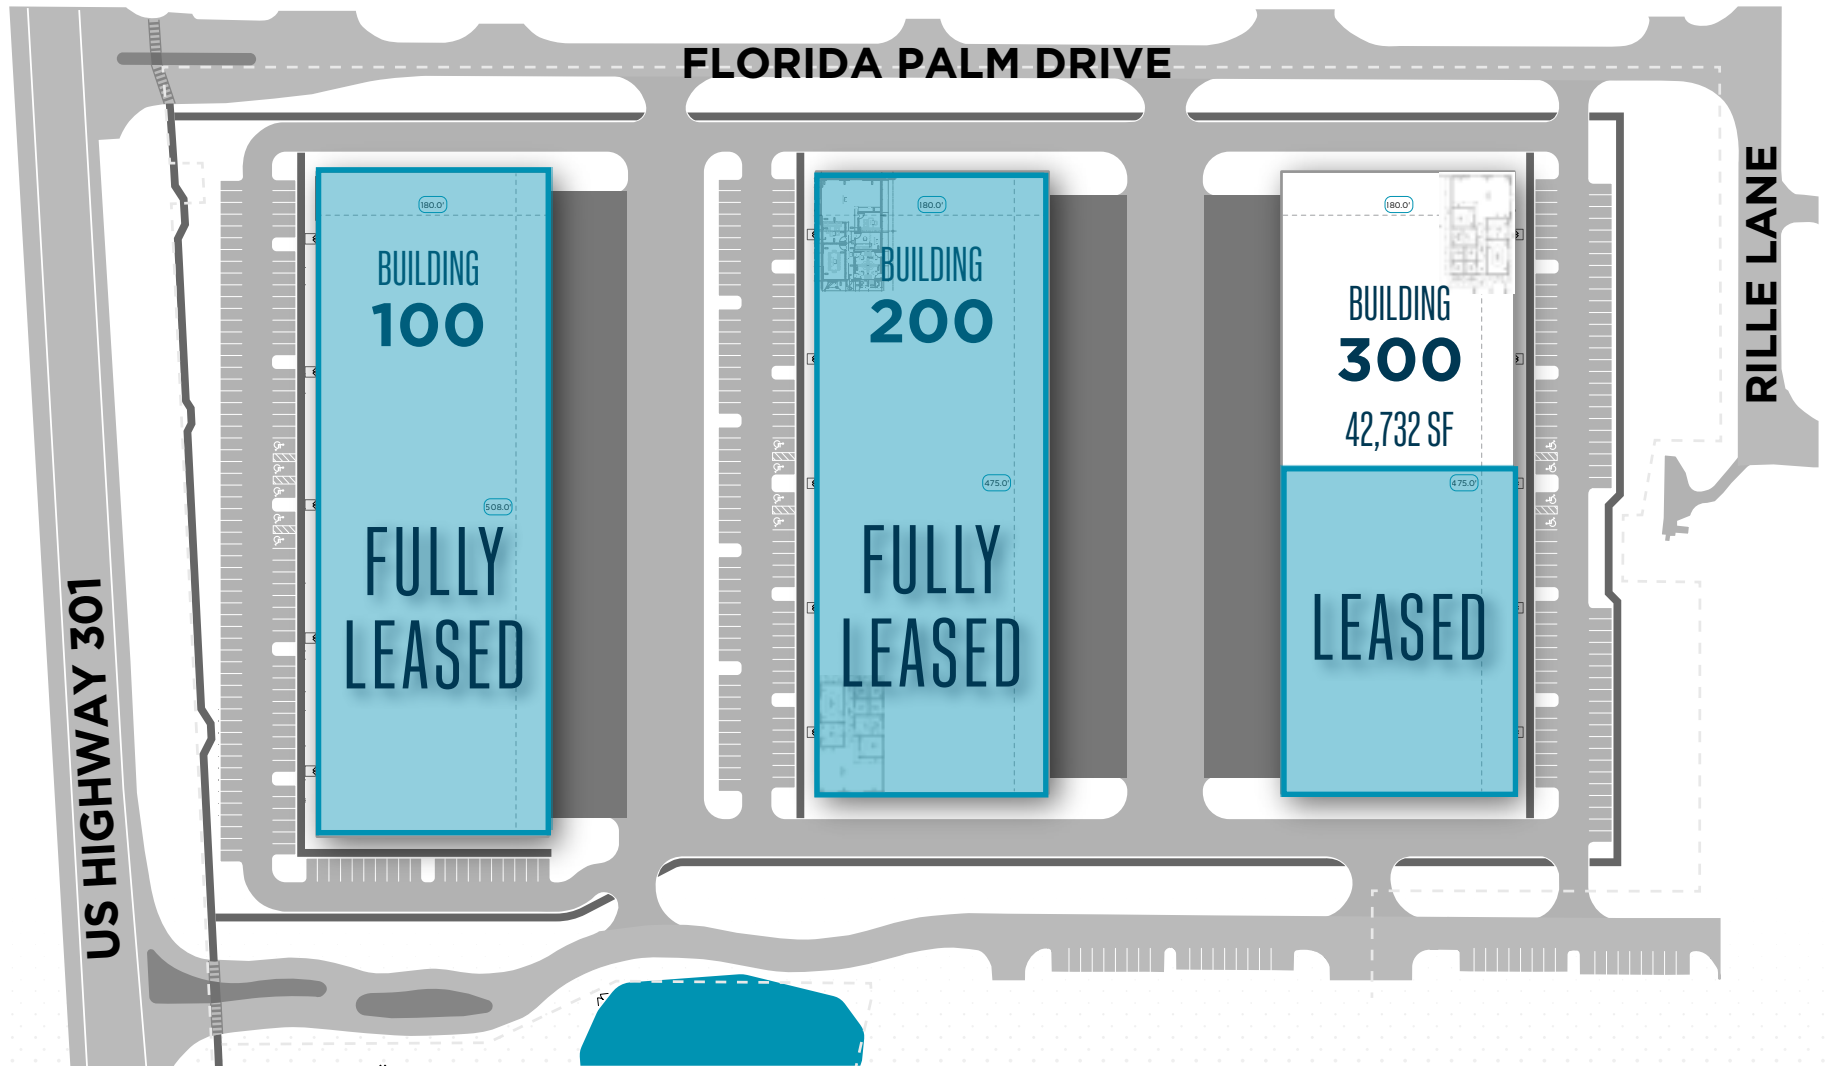 FLORIDA PALM DRIVE
US HIGHWAY 301
RILLE LANE
180.0'
BUILDING
100
508.0'
FULLY
LEASED
180.0'
BUILDING
200
475.0'
FULLY
LEASED
180.0'
BUILDING
300
42,732 SF
475.0'
LEASED